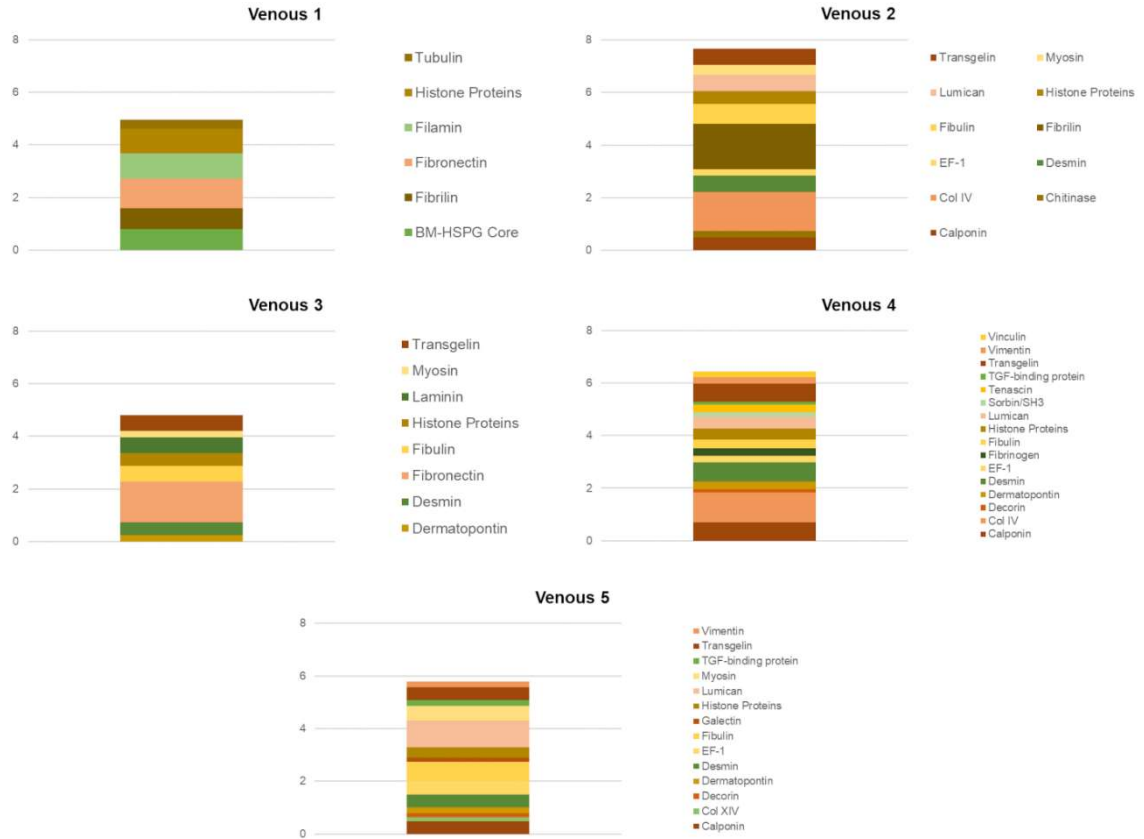 Venous 1
8
6
4
2
0
Tubulin
Histone Proteins
Filamin
Fibronectin
Fibrilin
BM-HSPG Core
Venous 2
8
6
4
2
0
Transgelin Myosin
Lumican Histone Proteins
Fibulin Fibrilin
EF-1 Desmin
Col IV Chitinase
Calponin
Venous 3
8
6
4
2
0
Transgelin
Myosin
Laminin
Histone Proteins
Fibulin
Fibronectin
Desmin
Dermatopontin
Venous 4
8
6
4
2
0
Vinculin
Vimentin
Transgelin
TGF-binding protein
Tenascin
Sorbin/SH3
Lumican
Histone Proteins
Fibulin
Fibrinogen
EF-1
Desmin
Dermatopontin
Decorin
Col IV
Calponin
Venous 5
8
6
4
2
0
Vimentin
Transgelin
TGF-binding protein
Myosin
Lumican
Histone Proteins
Galectin
Fibulin
EF-1
Desmin
Dermatopontin
Decorin
Col XIV
Calponin